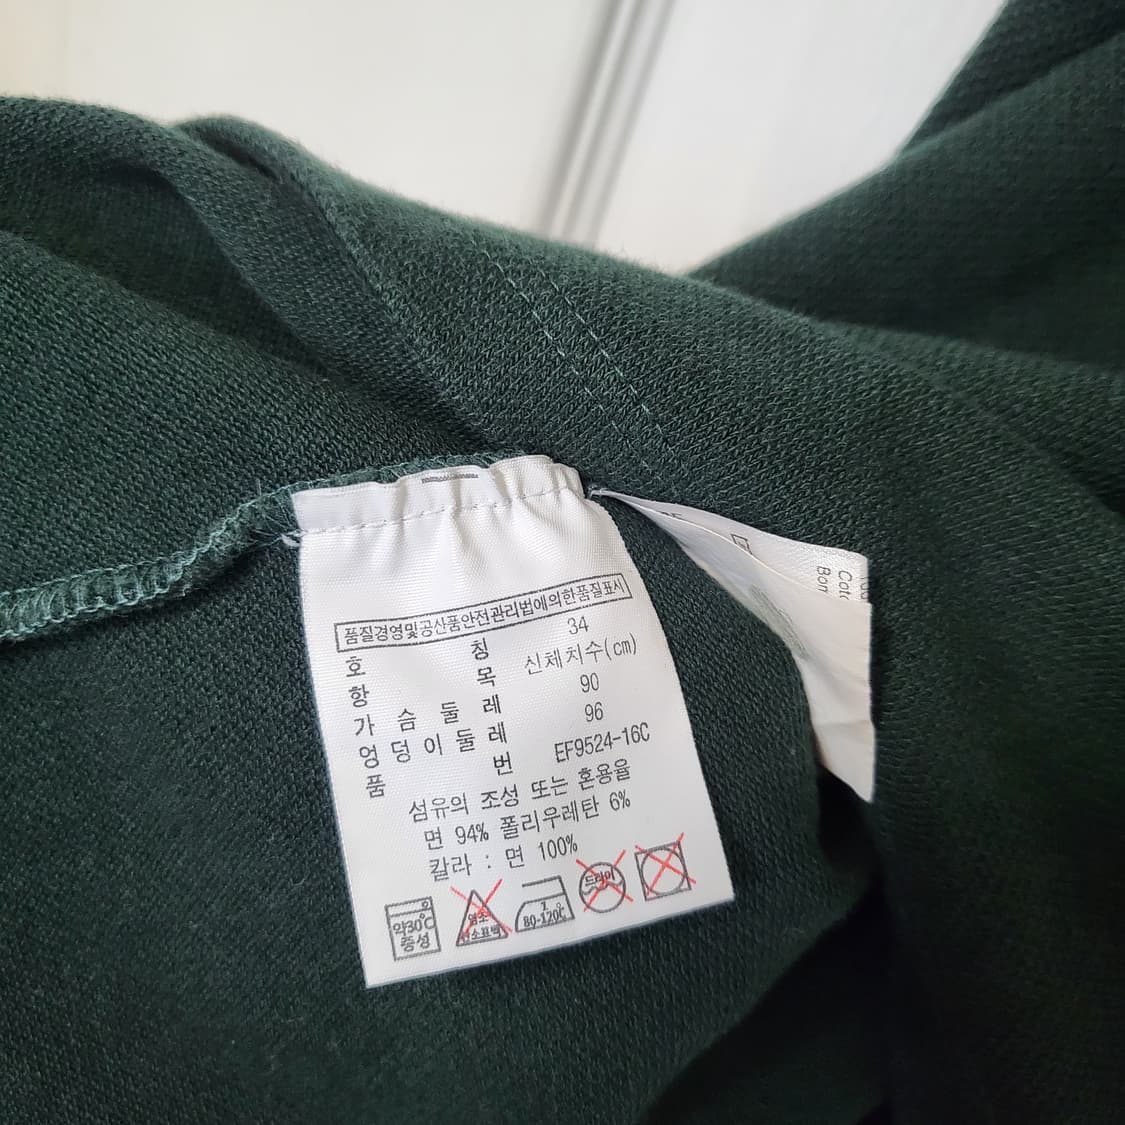 품질경영및공산품안전관리법에의한품질표시
호 칭 34
항 목 신체치수(cm)
가 슴 둘 레 90
엉 덩 이 둘 레 96
품 번 EF9524-16C
섬유의 조성 또는 혼용율
면 94% 폴리우레탄 6%
칼라 : 면 100%
약30℃
중성
염소
산소표백
1
80-120℃
드라이
Bon